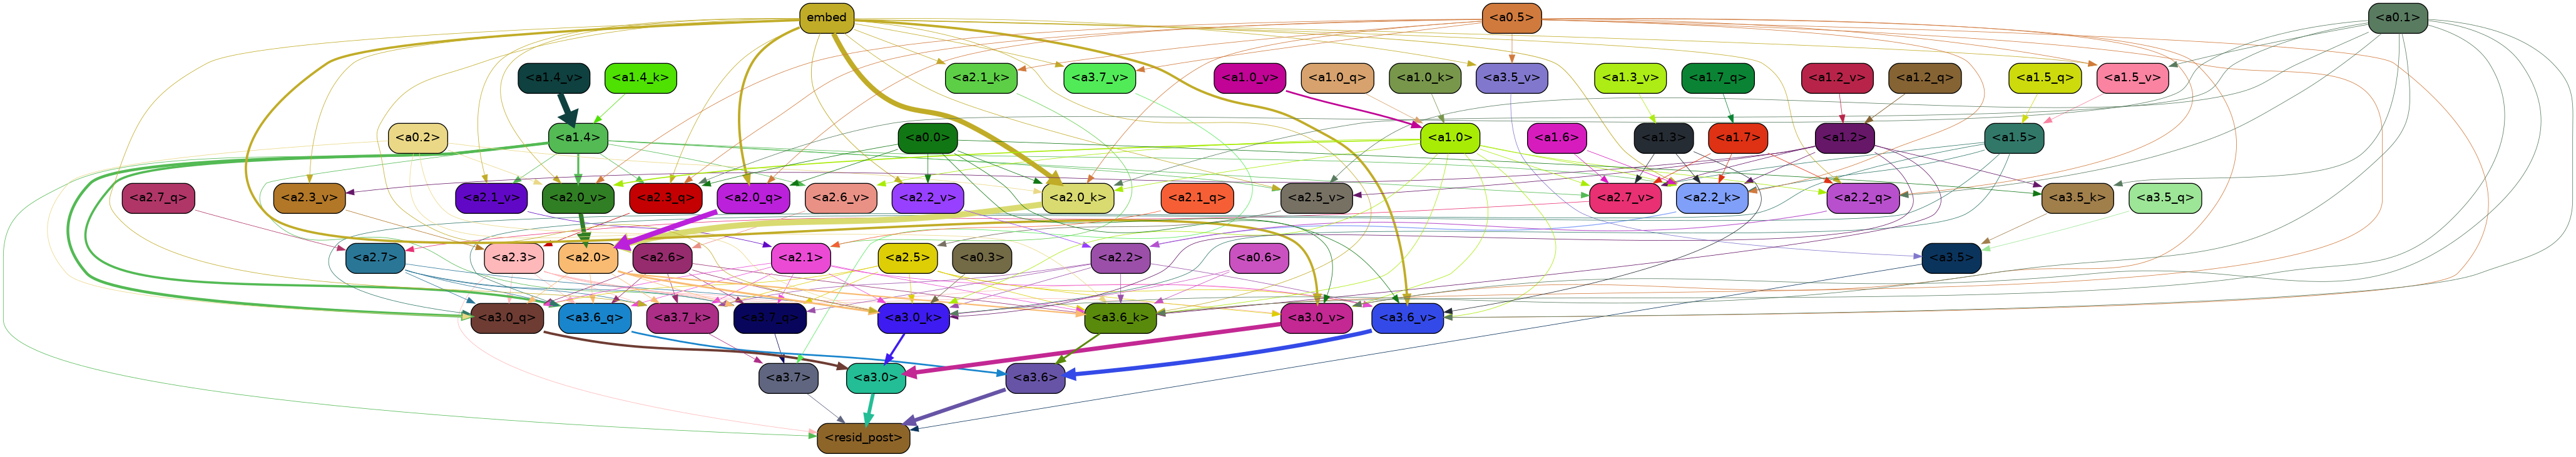 embed <a0.5> <a0.1>
<a1.4_v> <a1.4_k> <a2.1_k> <a3.7_v> <a1.0_v> <a1.0_q> <a1.0_k> <a3.5_v> <a1.3_v> <a1.7_q> <a1.2_v> <a1.2_q> <a1.5_q> <a1.5_v>
<a0.2> <a1.4> <a0.0> <a1.0> <a1.6> <a1.3> <a1.7> <a1.2> <a1.5>
<a2.7_q> <a2.3_v> <a2.1_v> <a2.0_v> <a2.3_q> <a2.0_q> <a2.6_v> <a2.2_v> <a2.0_k> <a2.1_q> <a2.5_v> <a2.7_v> <a2.2_k> <a2.2_q> <a3.5_k> <a3.5_q>
<a2.7> <a2.3> <a2.0> <a2.6> <a2.1> <a2.5> <a0.3> <a2.2> <a0.6> <a3.5>
<a3.0_q> <a3.6_q> <a3.7_k> <a3.7_q> <a3.0_k> <a3.6_k> <a3.0_v> <a3.6_v>
<a3.7> <a3.0> <a3.6>
<resid_post>